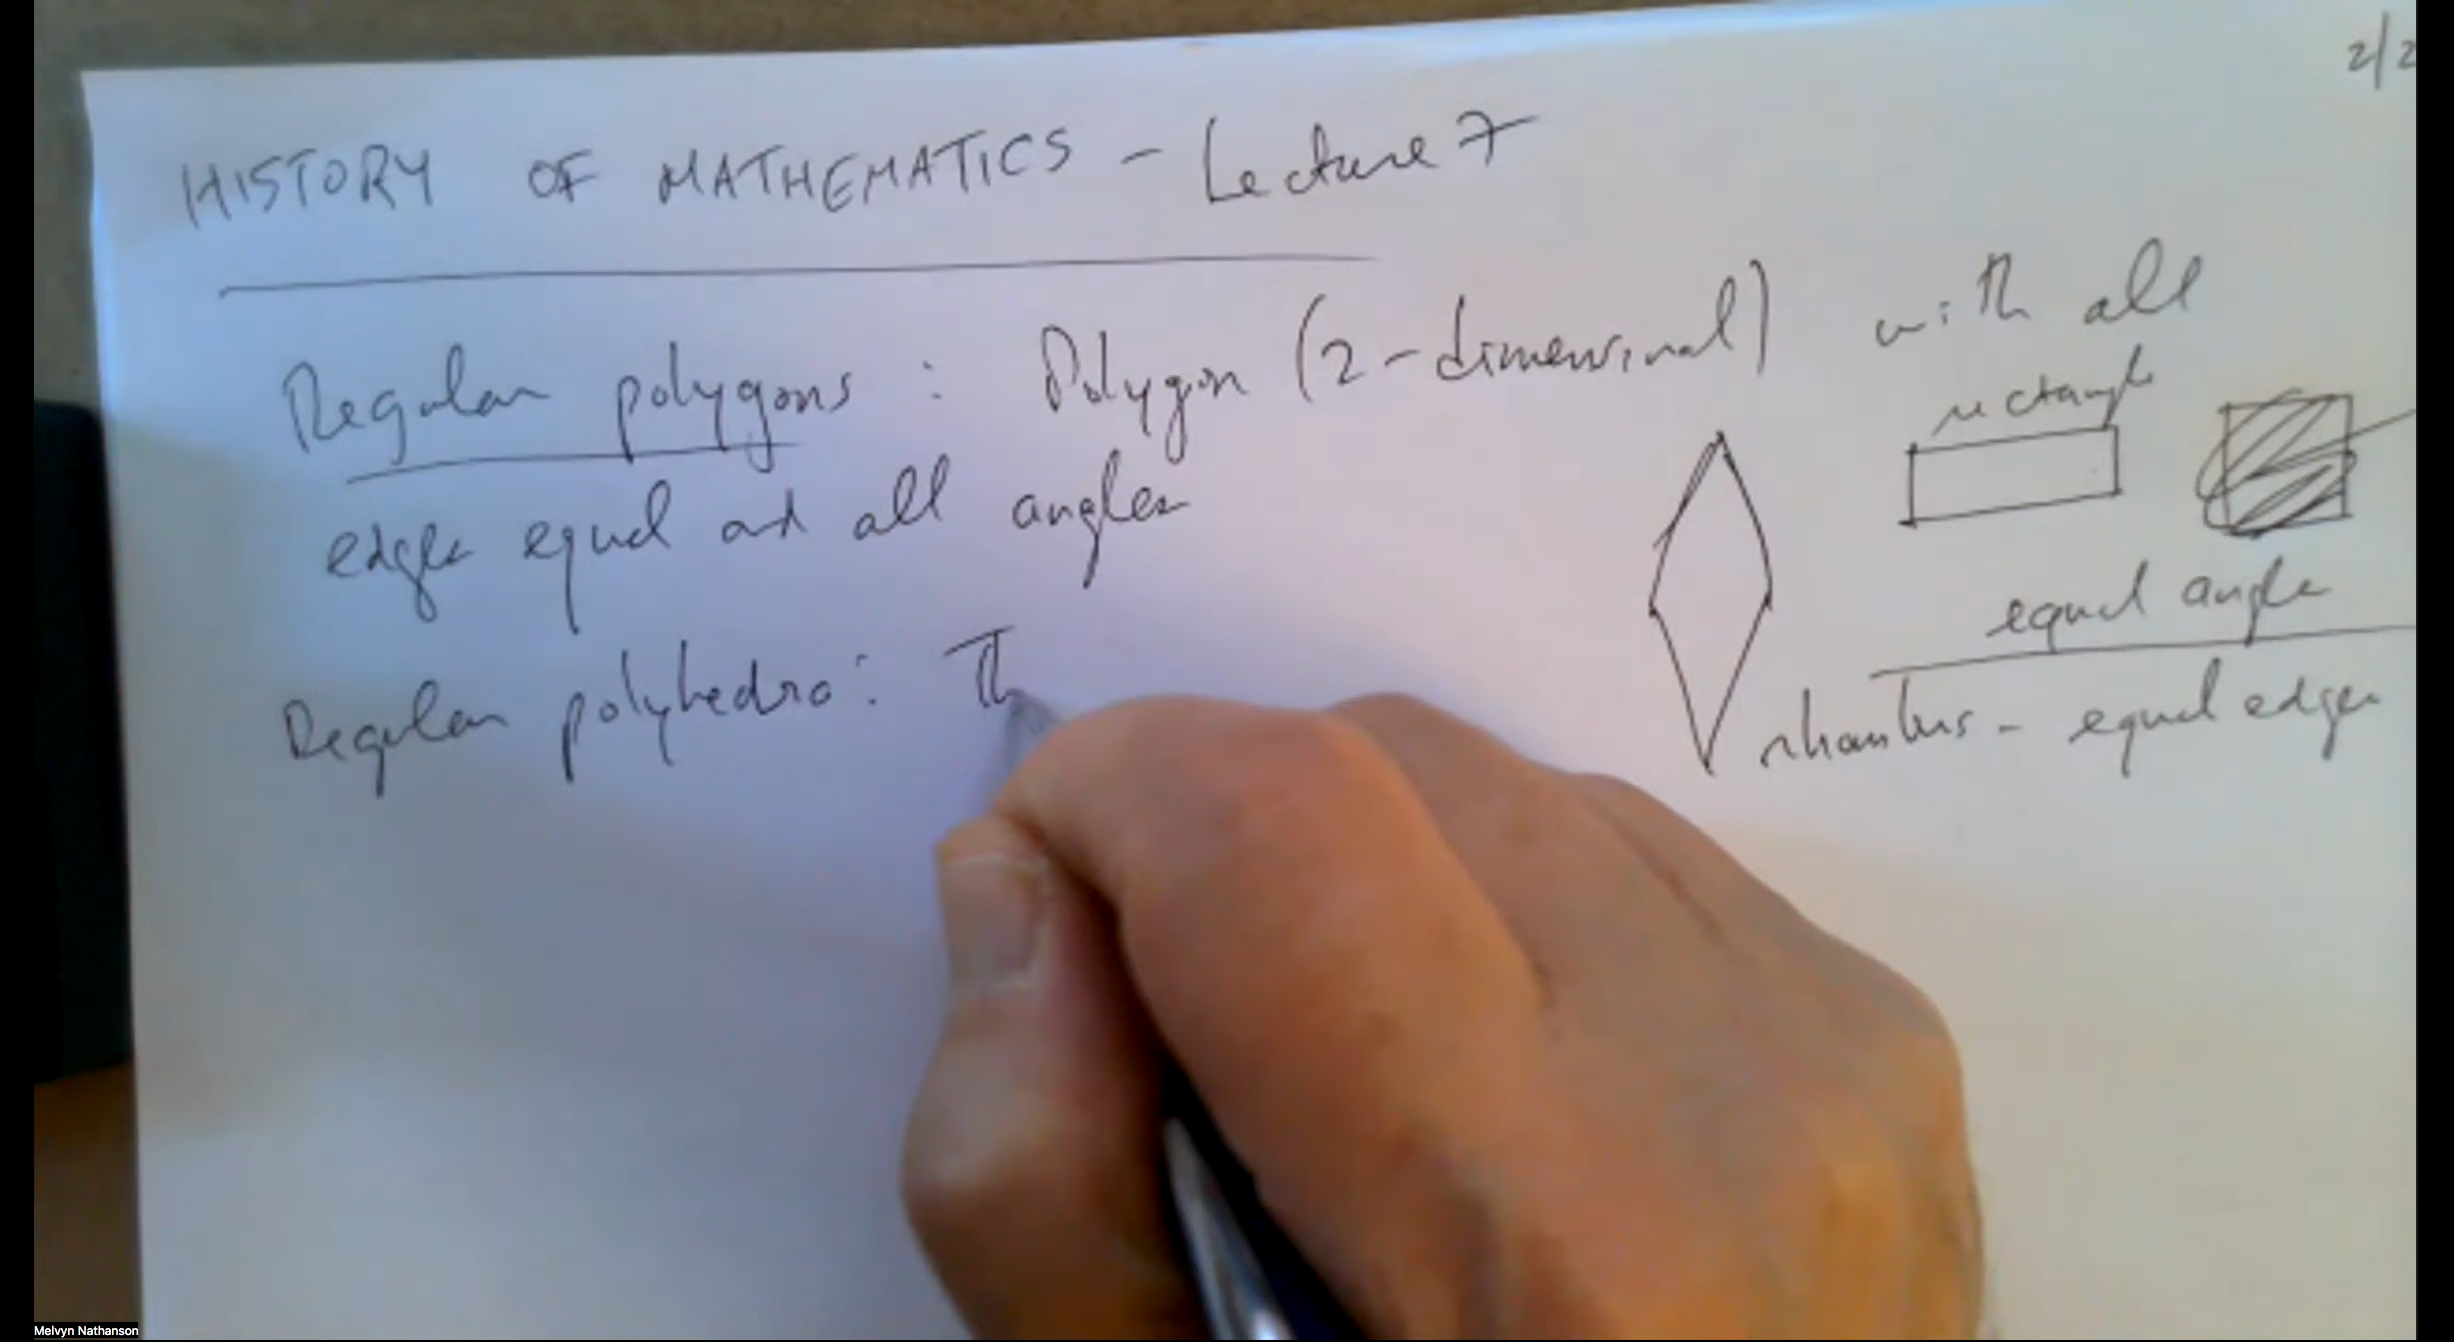 2/2
HISTORY OF MATHEMATICS - Lecture 7
Regular polygons : Polygon (2-dimensional) with all
edges equal and all angles
rectangle
equal angle
rhombus - equal edges
Regular polyhedra: Th
Melvyn Nathanson